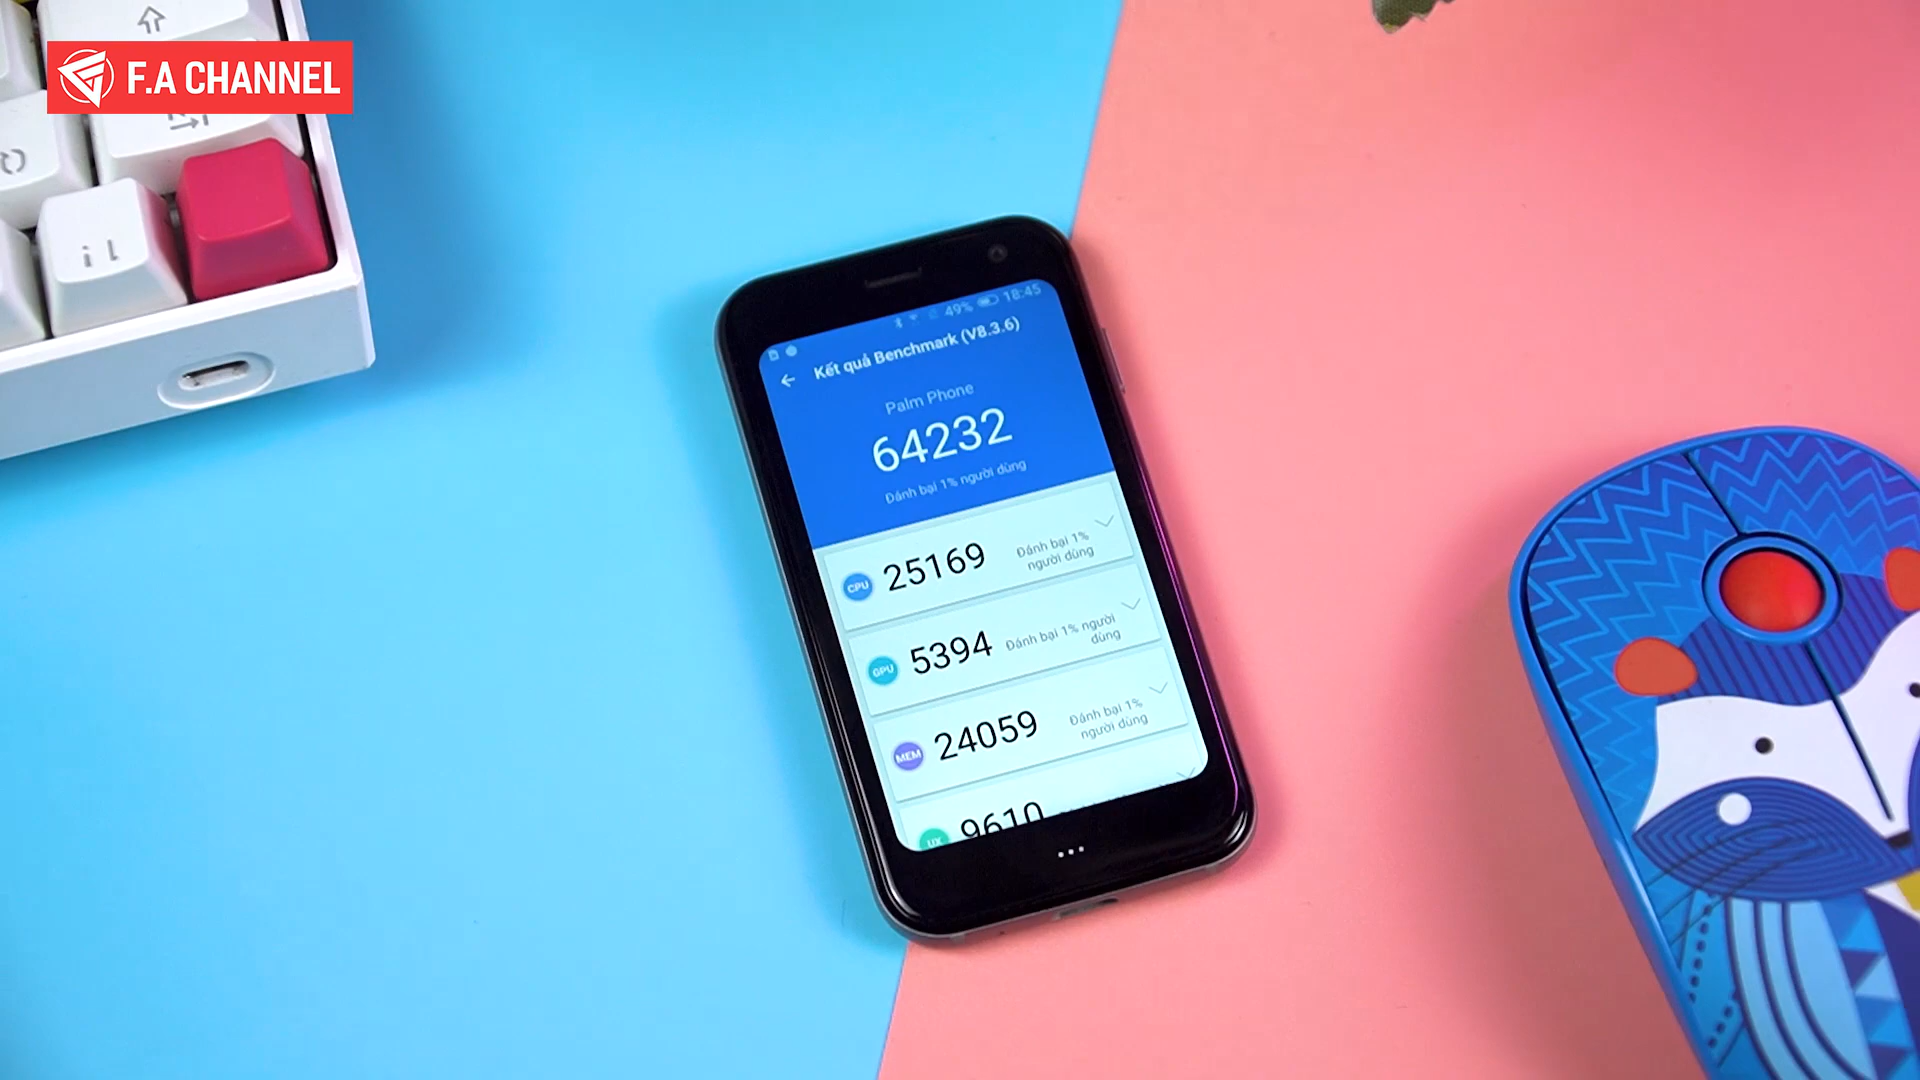 F.A CHANNEL
49% 18:45
Kết quả Benchmark (V8.3.6)
Palm Phone
64232
Đánh bại 1% người dùng
CPU 25169 Đánh bại 1%
người dùng
GPU 5394 Đánh bại 1% người
dùng
MEM 24059 Đánh bại 1%
người dùng
UX 9610